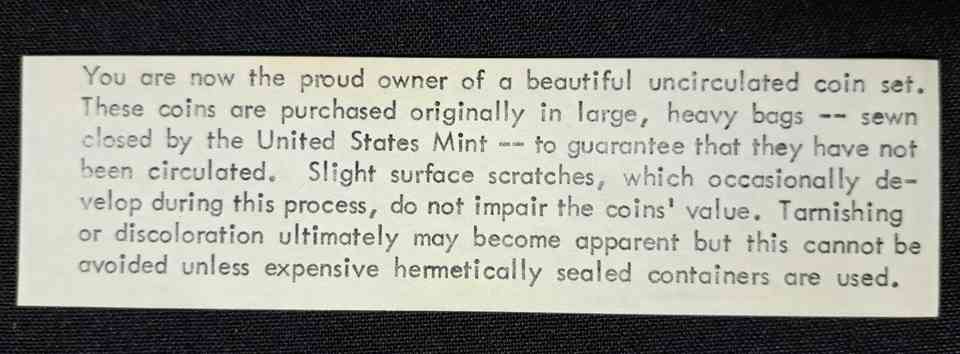 You are now the proud owner of a beautiful uncirculated coin set.
These coins are purchased originally in large, heavy bags -- sewn
closed by the United States Mint -- to guarantee that they have not
been circulated. Slight surface scratches, which occasionally de-
velop during this process, do not impair the coins' value. Tarnishing
or discoloration ultimately may become apparent but this cannot be
avoided unless expensive hermetically sealed containers are used.